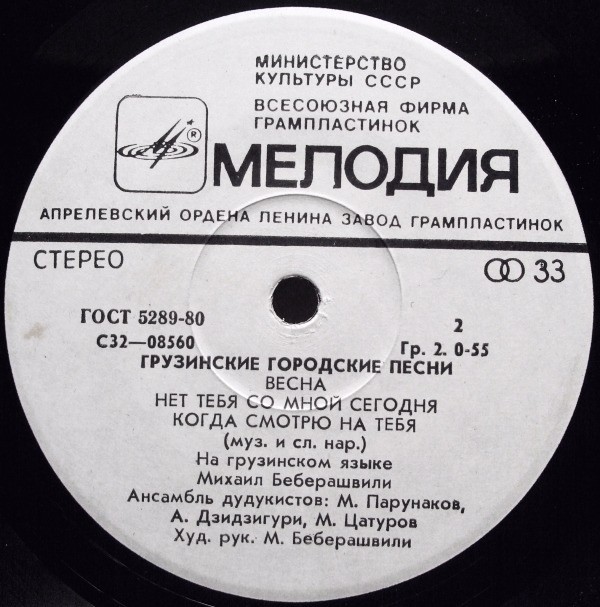 МИНИСТЕРСТВО
КУЛЬТУРЫ СССР
ВСЕСОЮЗНАЯ ФИРМА
ГРАМПЛАСТИНОК
®
МЕЛОДИЯ
АПРЕЛЕВСКИЙ ОРДЕНА ЛЕНИНА ЗАВОД ГРАМПЛАСТИНОК
СТЕРЕО 33
ГОСТ 5289-80 2
С32—08560 Гр. 2. 0-55
ГРУЗИНСКИЕ ГОРОДСКИЕ ПЕСНИ
ВЕСНА
НЕТ ТЕБЯ СО МНОЙ СЕГОДНЯ
КОГДА СМОТРЮ НА ТЕБЯ
(муз. и сл. нар.)
На грузинском языке
Михаил Беберашвили
Ансамбль дудукистов: М. Парунаков,
А. Дзидзигури, М. Цатуров
Худ. рук. М. Беберашвили